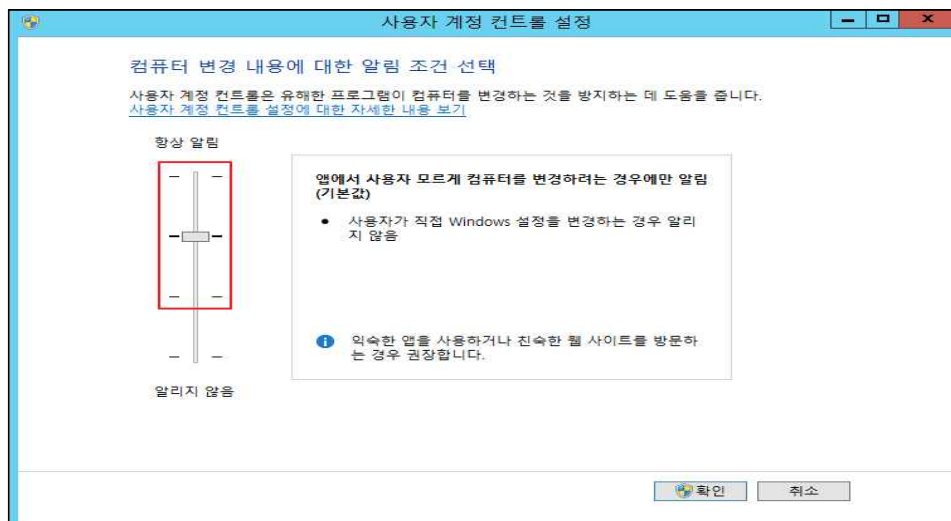 사용자 계정 컨트롤 설정
컴퓨터 변경 내용에 대한 알림 조건 선택
사용자 계정 컨트롤은 유해한 프로그램이 컴퓨터를 변경하는 것을 방지하는 데 도움을 줍니다.
사용자 계정 컨트롤 설정에 대한 자세한 내용 보기
항상 알림
앱에서 사용자 모르게 컴퓨터를 변경하려는 경우에만 알림
(기본값)
• 사용자가 직접 Windows 설정을 변경하는 경우 알리
지 않음
익숙한 앱을 사용하거나 친숙한 웹 사이트를 방문하
는 경우 권장합니다.
알리지 않음
확인 취소